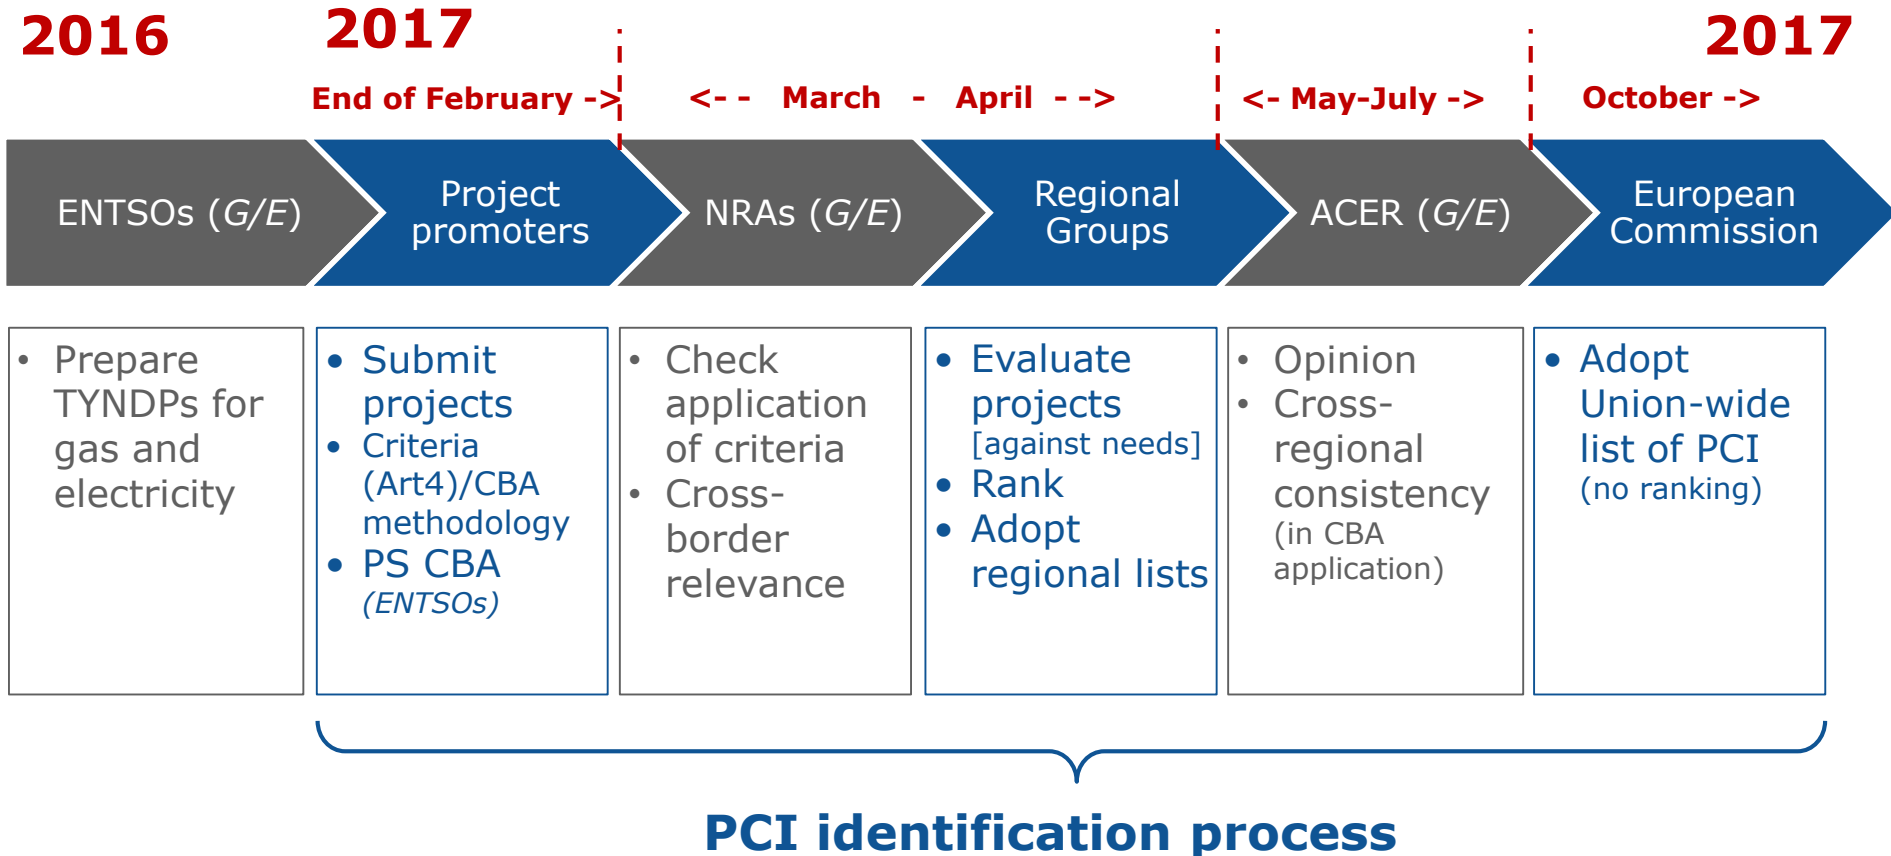 2016
2017
2017
End of February ->
<- - March - April - ->
<- May-July ->
October ->
ENTSOs (G/E)
Project
promoters
NRAs (G/E)
Regional
Groups
ACER (G/E)
European
Commission
• Prepare
TYNDPs for
gas and
electricity
• Submit
projects
• Criteria
(Art4)/CBA
methodology
• PS CBA
(ENTSOs)
• Check
application
of criteria
• Cross-
border
relevance
• Evaluate
projects
[against needs]
• Rank
• Adopt
regional lists
• Opinion
• Cross-
regional
consistency
(in CBA
application)
• Adopt
Union-wide
list of PCI
(no ranking)
PCI identification process